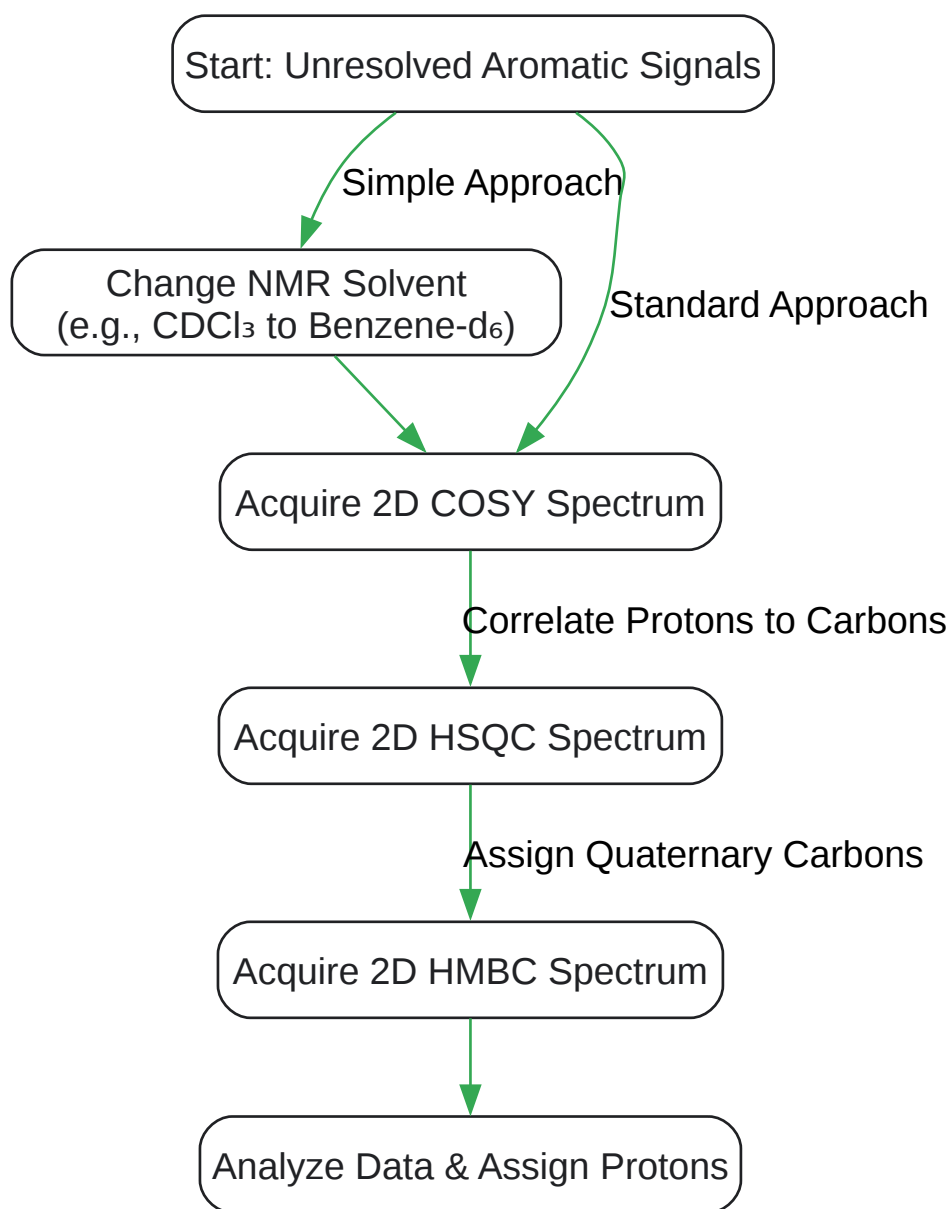 Start: Unresolved Aromatic Signals
Simple Approach
Change NMR Solvent
(e.g., CDCl₃ to Benzene-d₆)
Standard Approach
Acquire 2D COSY Spectrum
Correlate Protons to Carbons
Acquire 2D HSQC Spectrum
Assign Quaternary Carbons
Acquire 2D HMBC Spectrum
Analyze Data & Assign Protons